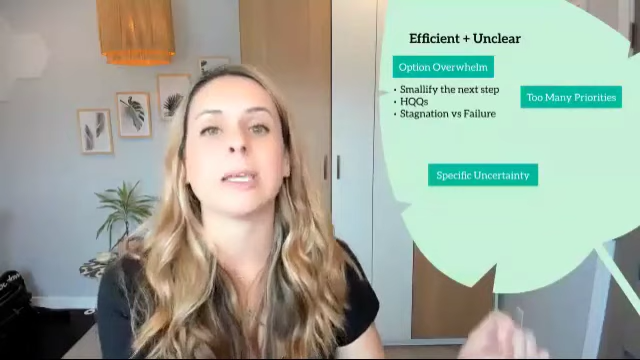 Efficient + Unclear
Option Overwhelm
• Smallify the next step
• HQQs
• Stagnation vs Failure
Too Many Priorities
Specific Uncertainty